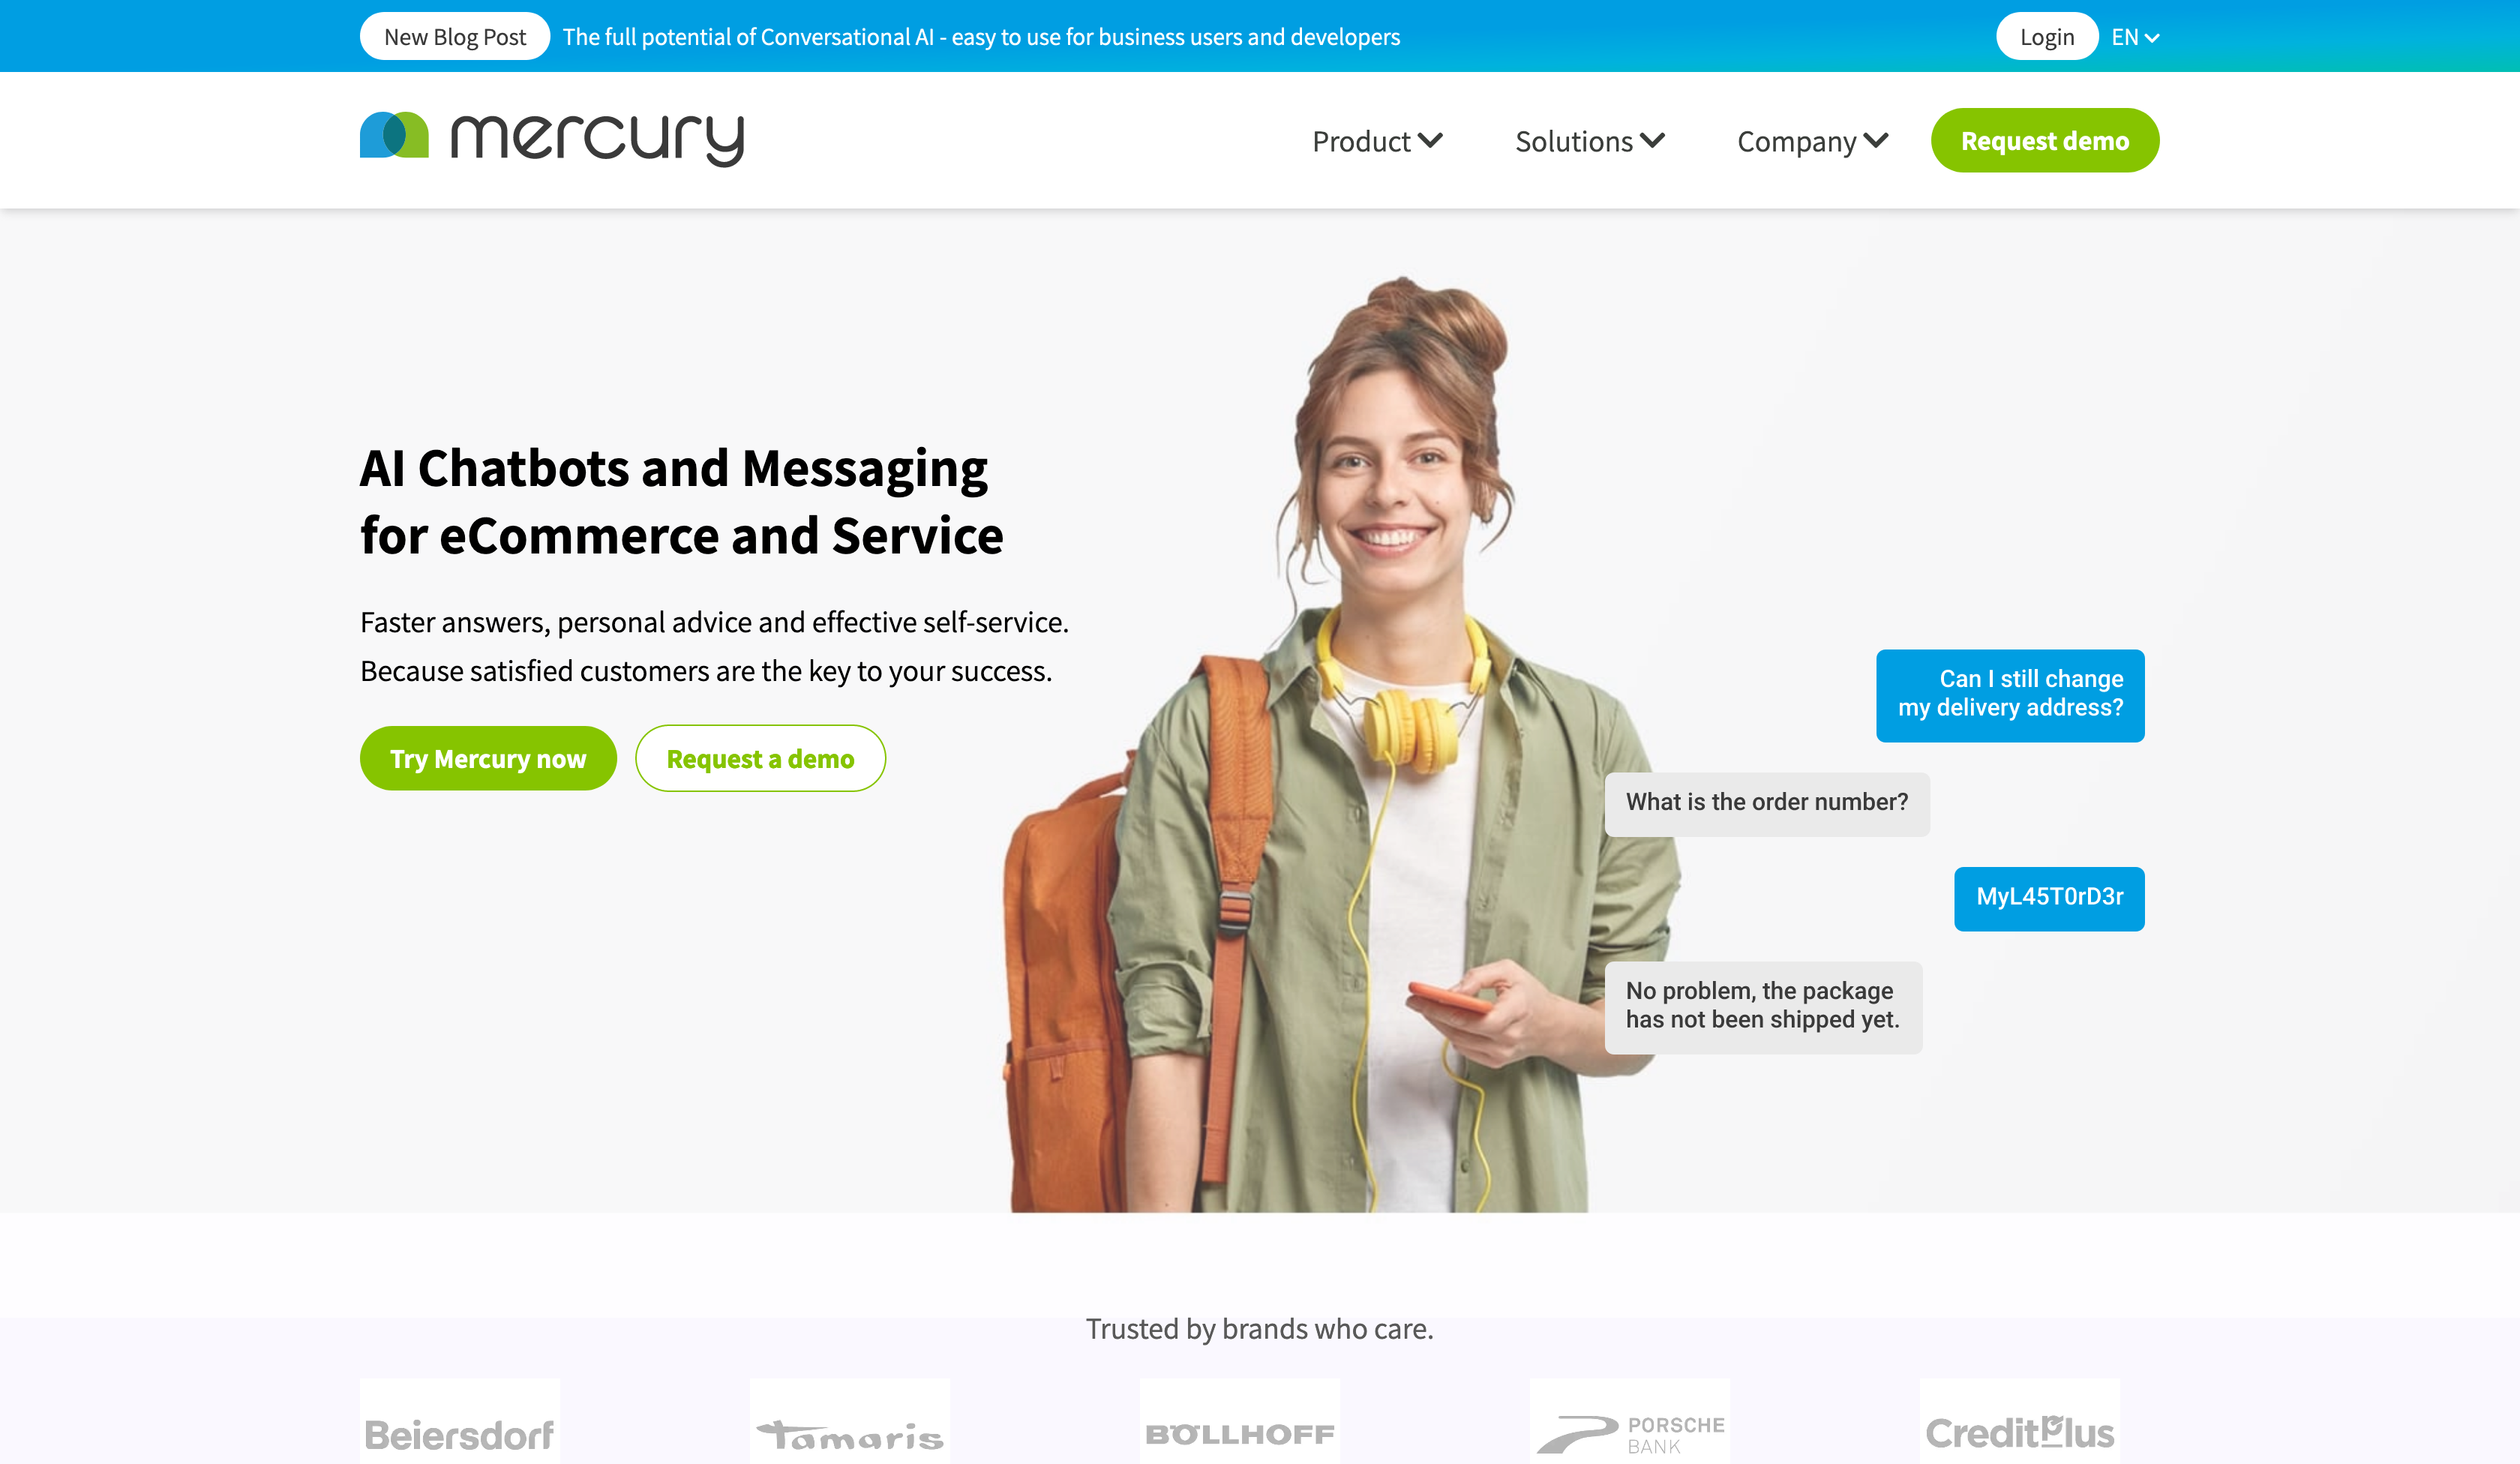 New Blog Post The full potential of Conversational AI - easy to use for business users and developers Login EN
mercury Product Solutions Company Request demo
AI Chatbots and Messaging
for eCommerce and Service
Faster answers, personal advice and effective self-service.
Because satisfied customers are the key to your success.
Try Mercury now Request a demo
Can I still change
my delivery address?
What is the order number?
MyL45T0rD3r
No problem, the package
has not been shipped yet.
Trusted by brands who care.
Beiersdorf Tamaris BÖLLHOFF PORSCHE BANK CreditPlus